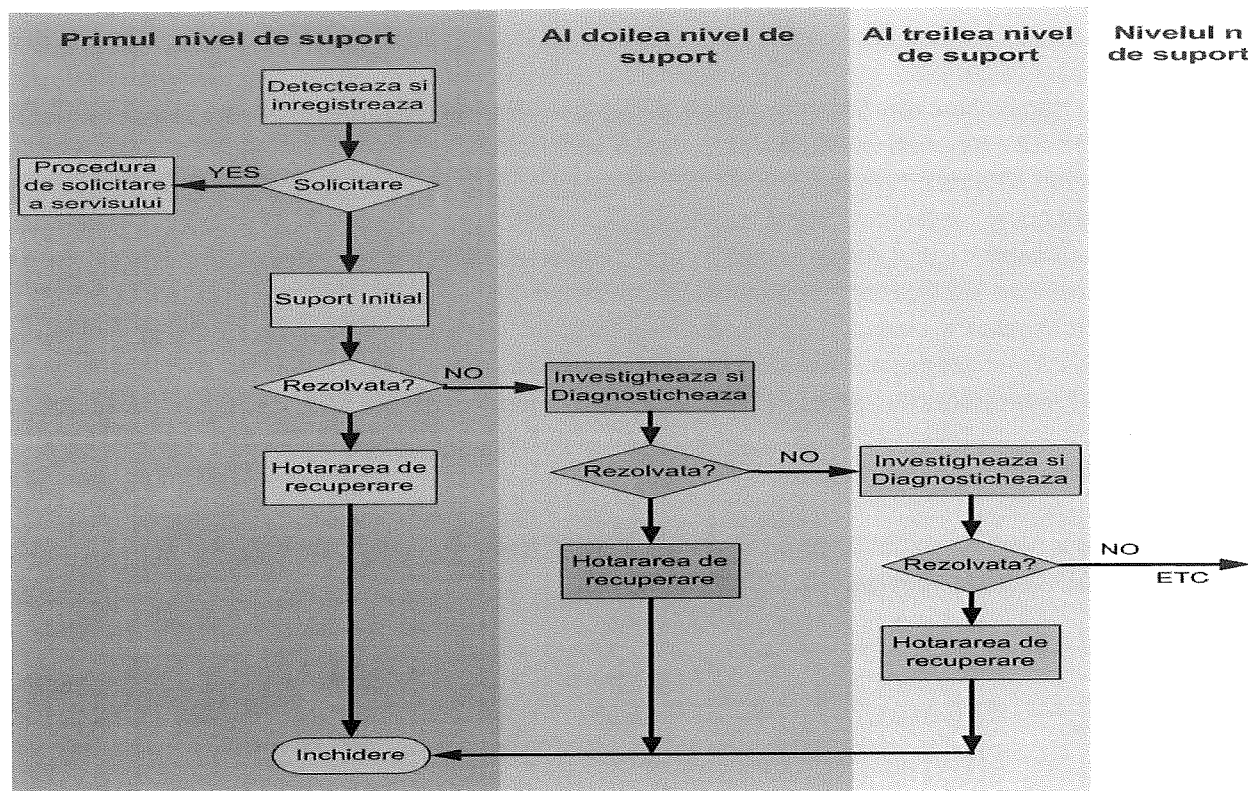 Primul nivel de suport
Al doilea nivel de
suport
Al treilea nivel
de suport
Nivelul n
de suport
Detecteaza si
inregistreaza
Procedura
de solicitare
a servisului
YES
Solicitare
Suport Initial
Rezolvata?
NO
Investigheaza si
Diagnosticheaza
Hotararea de
recuperare
Rezolvata?
NO
Investigheaza si
Diagnosticheaza
Hotararea de
recuperare
Rezolvata?
NO
ETC
Hotararea de
recuperare
Inchidere